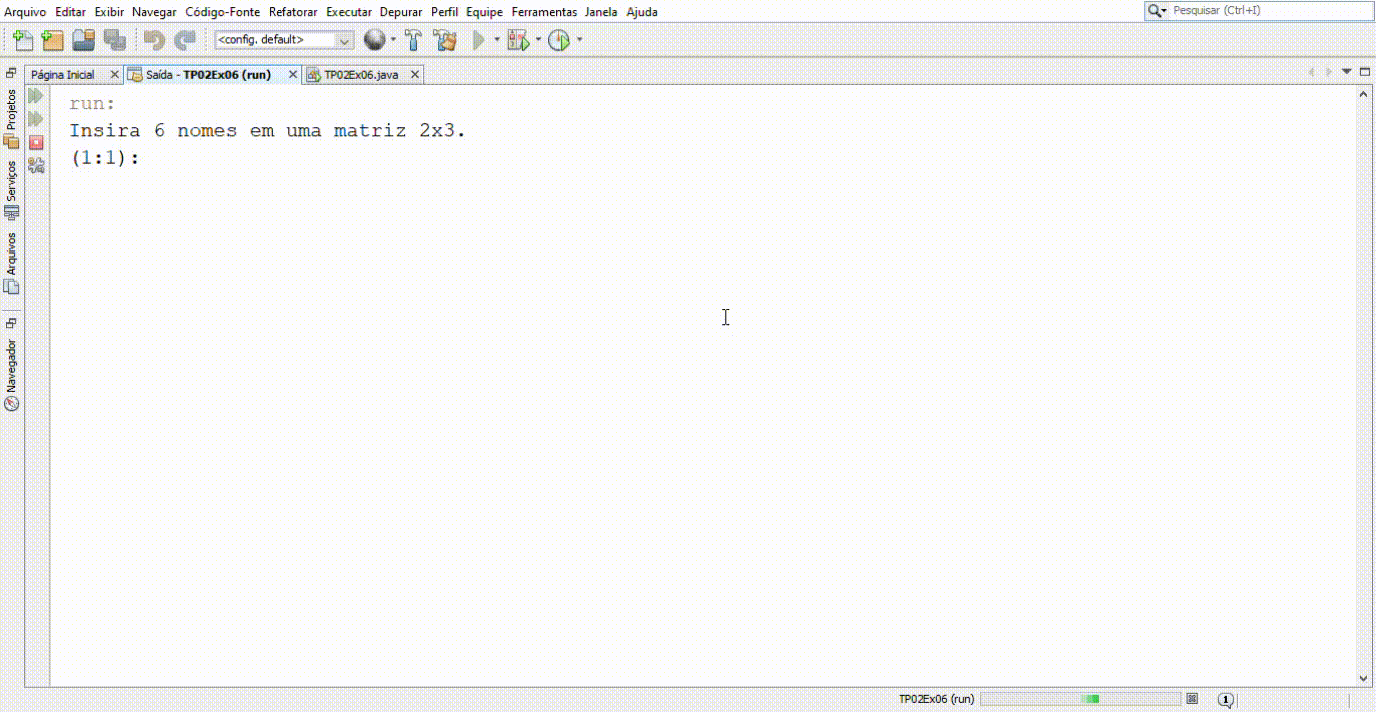 Arquivo Editar Exibir Navegar Código-Fonte Refatorar Executar Depurar Perfil Equipe Ferramentas Janela Ajuda
Pesquisar (Ctrl+I)
<config. default>
Página Inicial
Saída - TP02Ex06 (run)
TP02Ex06.java
Projetos
Serviços
Arquivos
Navegador
run:
Insira 6 nomes em uma matriz 2x3.
(1:1):
TP02Ex06 (run)
1